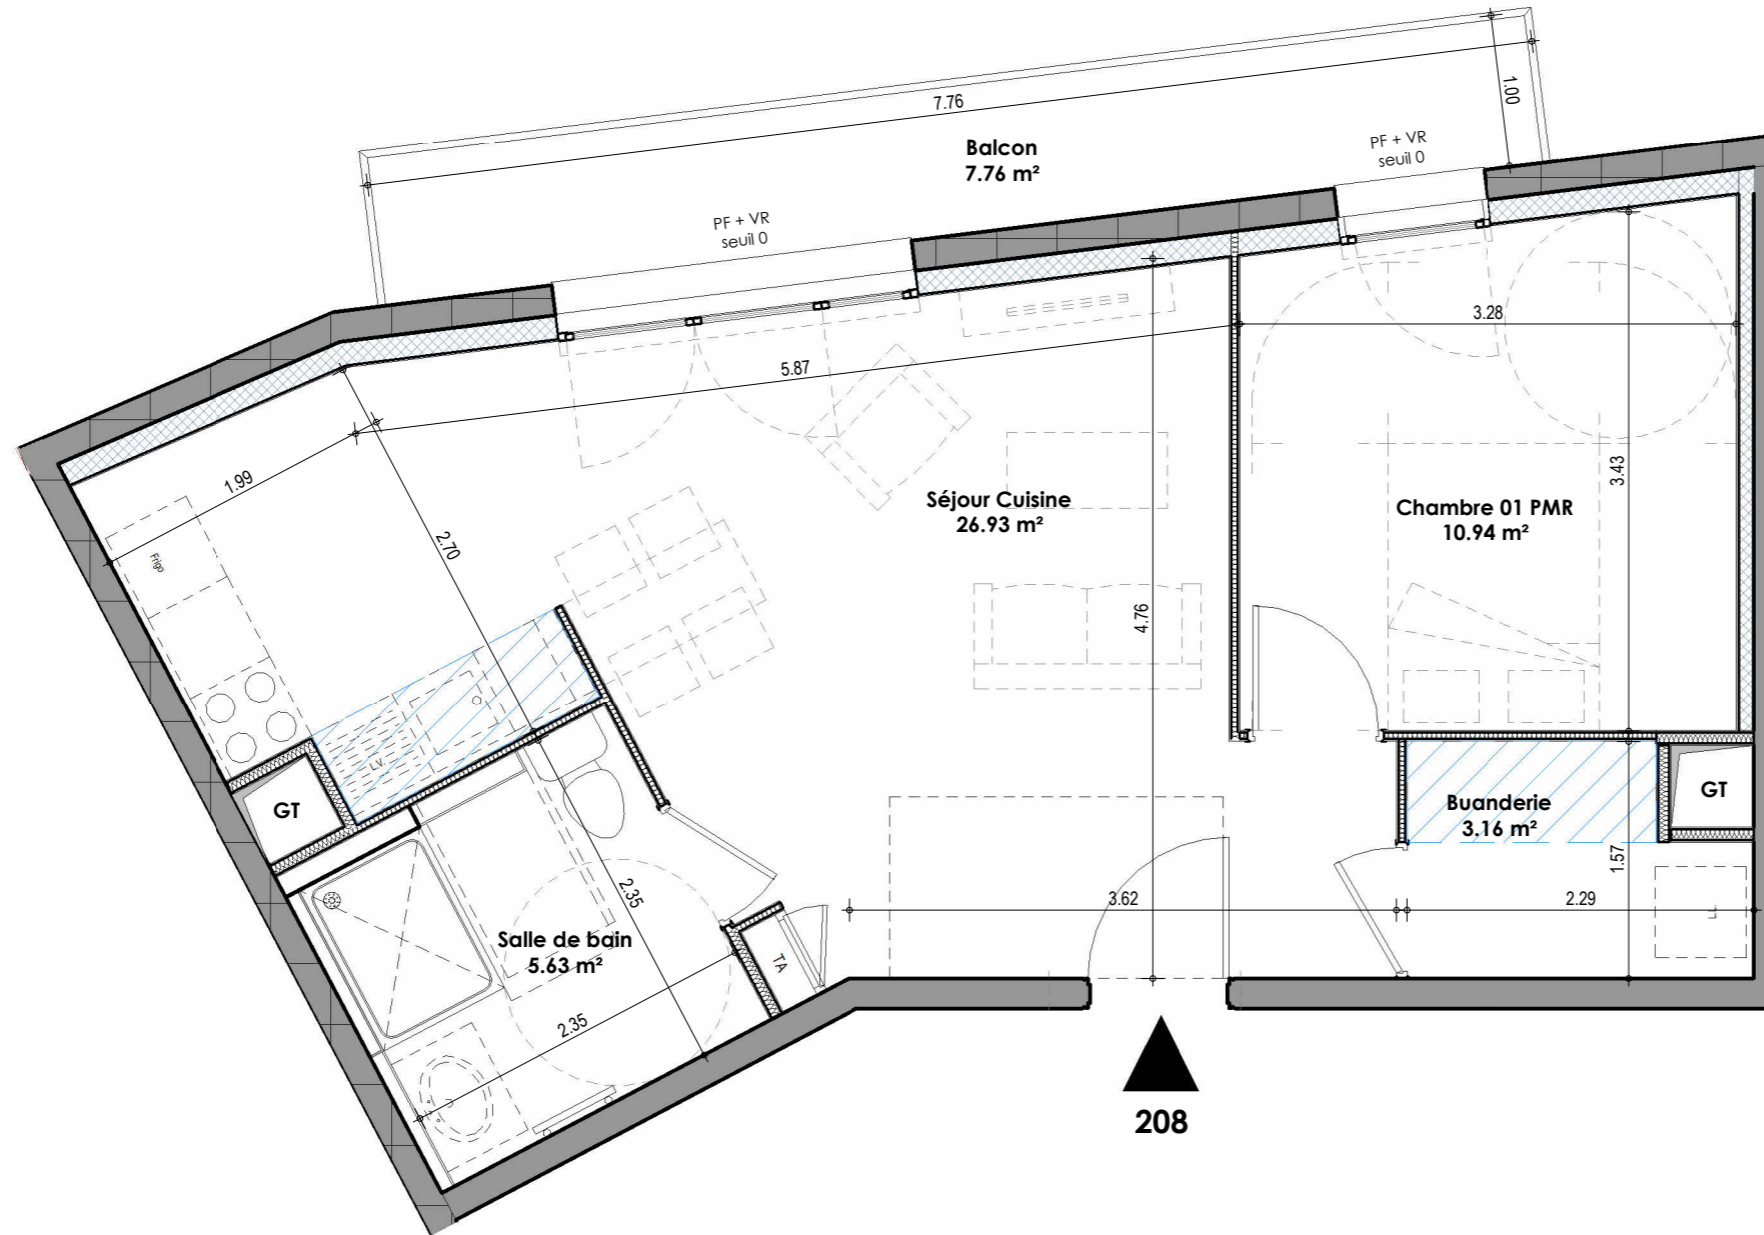 7.76
1.00
Balcon
7.76 m²
PF + VR
seuil 0
PF + VR
seuil 0
3.28
5.87
1.99
2.70
Séjour Cuisine
26.93 m²
3.43
Chambre 01 PMR
10.94 m²
Frigo
4.76
LV
GT
GT
Buanderie
3.16 m²
1.57
2.35
3.62
2.29
Salle de bain
5.63 m²
TA
2.35
208